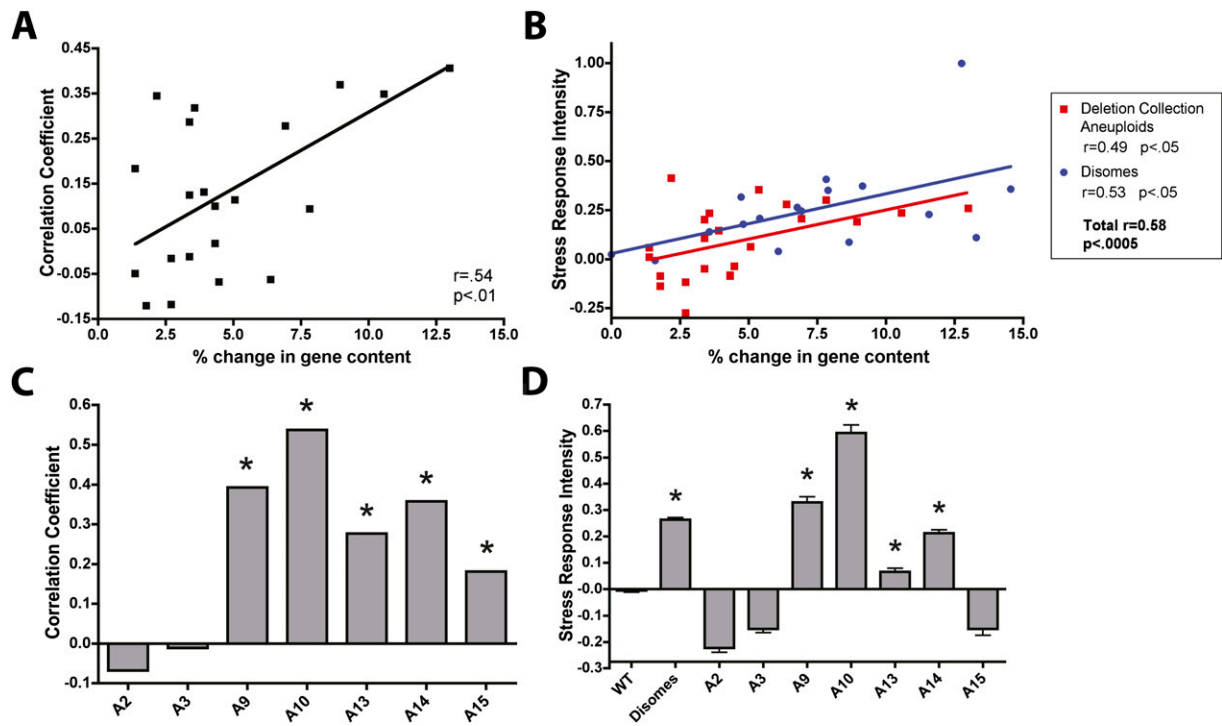 A
Correlation Coefficient
0.45
0.35
0.25
0.15
0.05
-0.05
-0.15
0.0
2.5
5.0
7.5
10.0
12.5
15.0
% change in gene content
r=.54
p<.01
B
Stress Response Intensity
1.00
0.75
0.50
0.25
0.00
-0.25
0.0
2.5
5.0
7.5
10.0
12.5
15.0
% change in gene content
Deletion Collection
Aneuploids
r=0.49 p<.05
Disomes
r=0.53 p<.05
Total r=0.58
p<.0005
C
Correlation Coefficient
0.6
0.5
0.4
0.3
0.2
0.1
0.0
-0.1
*
*
*
*
*
A2
A3
A9
A10
A13
A14
A15
D
Stress Response Intensity
0.7
0.6
0.5
0.4
0.3
0.2
0.1
-0.0
-0.1
-0.2
-0.3
*
*
*
*
*
WT
Disomes
A2
A3
A9
A10
A13
A14
A15